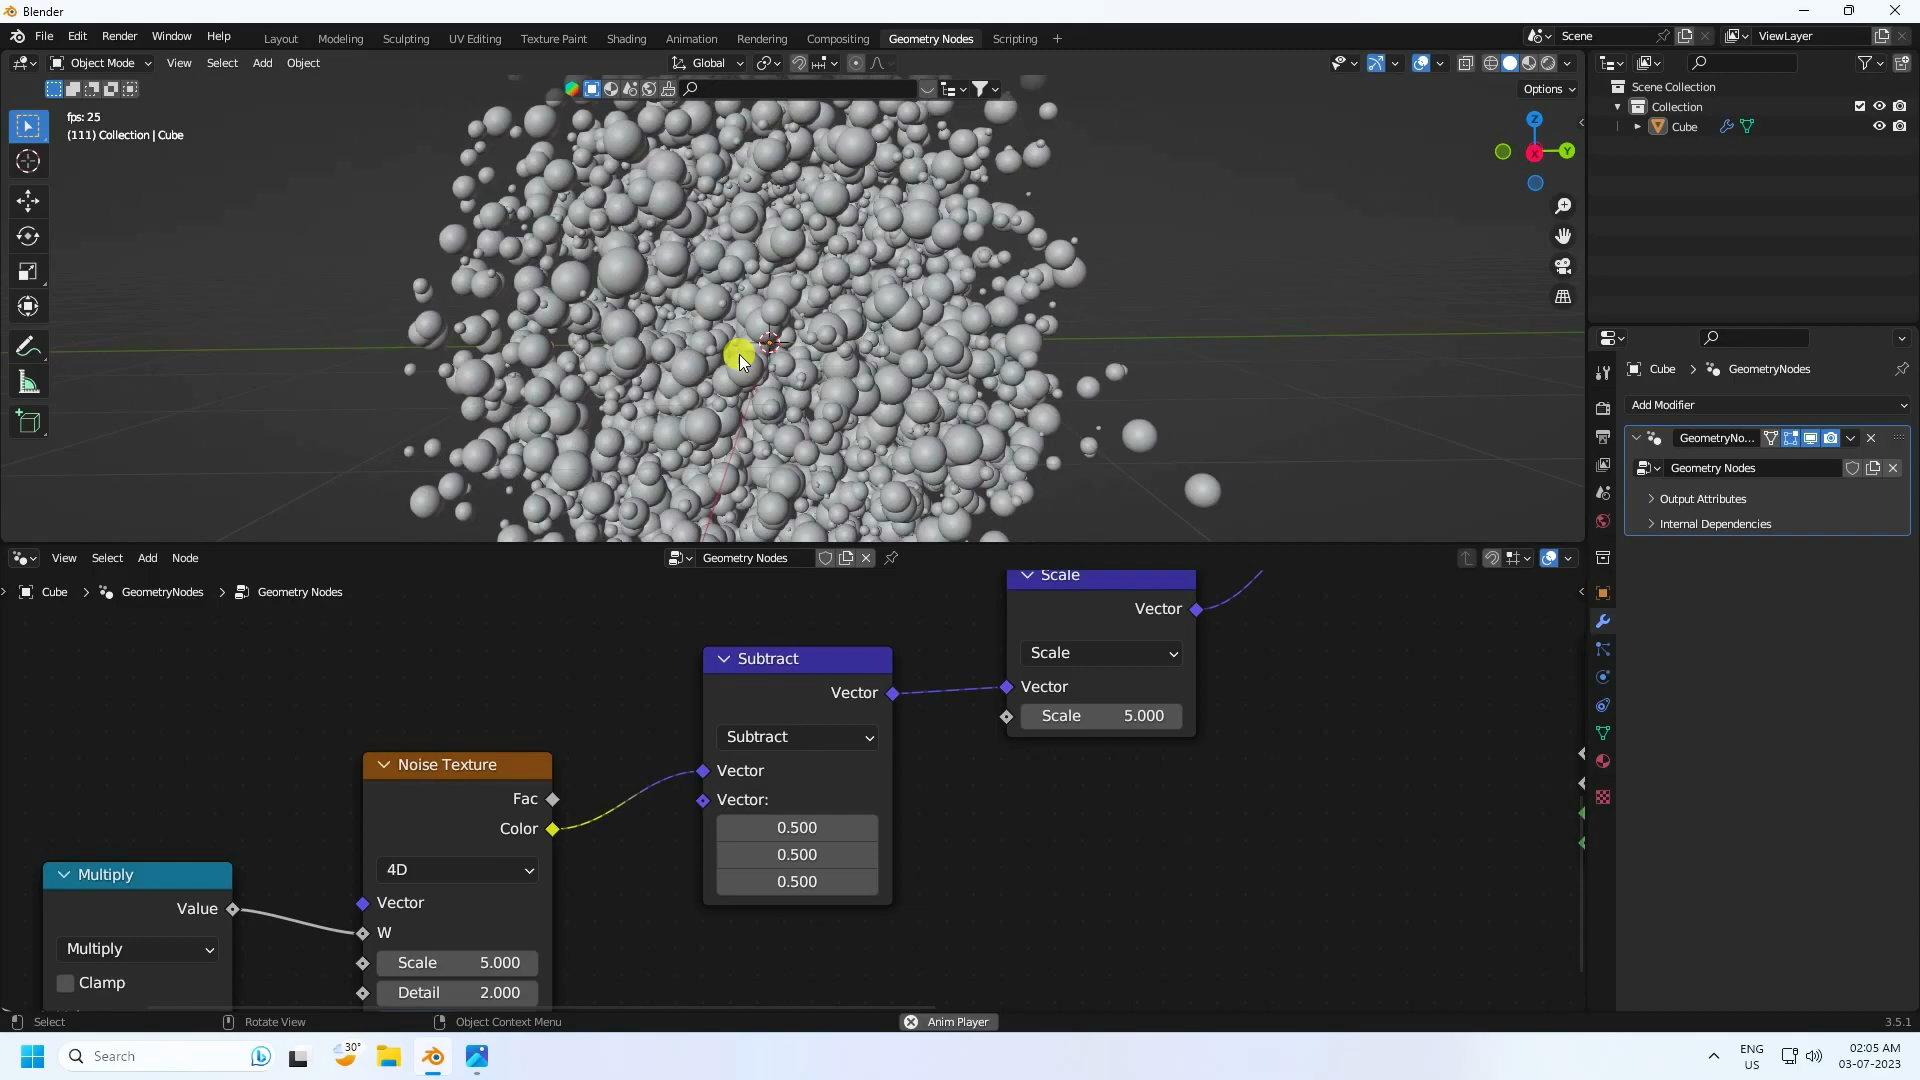 Blender
File Edit Render Window Help
Layout Modeling Sculpting UV Editing Texture Paint Shading Animation Rendering Compositing Geometry Nodes Scripting +
Scene ViewLayer
Object Mode View Select Add Object
Global
Options
fps: 25
(111) Collection | Cube
Z
Y
X
Scene Collection
Collection
Cube
Cube > GeometryNodes
Add Modifier
GeometryNo...
Geometry Nodes
Output Attributes
Internal Dependencies
View Select Add Node
Geometry Nodes
Cube > GeometryNodes > Geometry Nodes
Scale
Vector
Scale
Vector
Scale 5.000
Subtract
Vector
Subtract
Vector
Vector:
0.500
0.500
0.500
Noise Texture
Fac
Color
4D
Vector
W
Scale 5.000
Detail 2.000
Multiply
Value
Multiply
Clamp
Select Rotate View Object Context Menu Anim Player 3.5.1
Search
30°
ENG
US
02:05 AM
03-07-2023